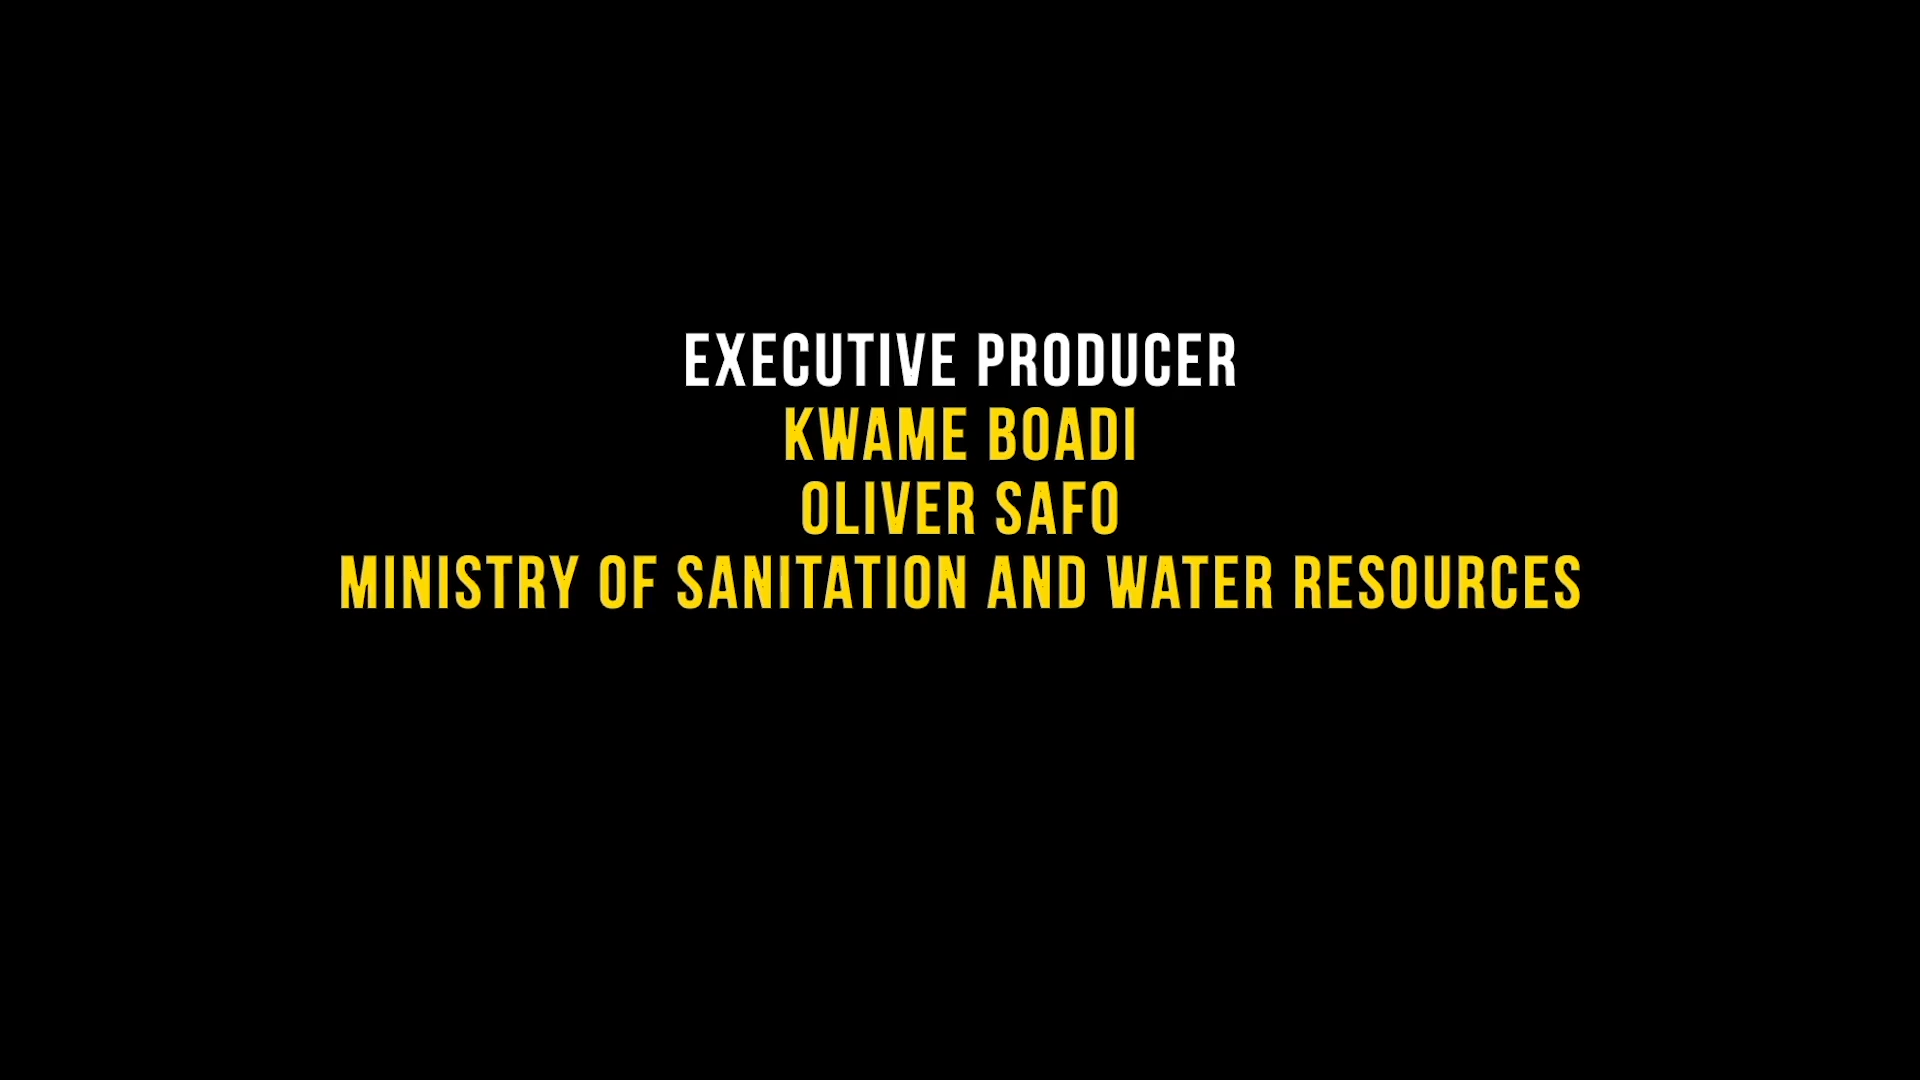 EXECUTIVE PRODUCER
KWAME BOADI
OLIVER SAFO
MINISTRY OF SANITATION AND WATER RESOURCES